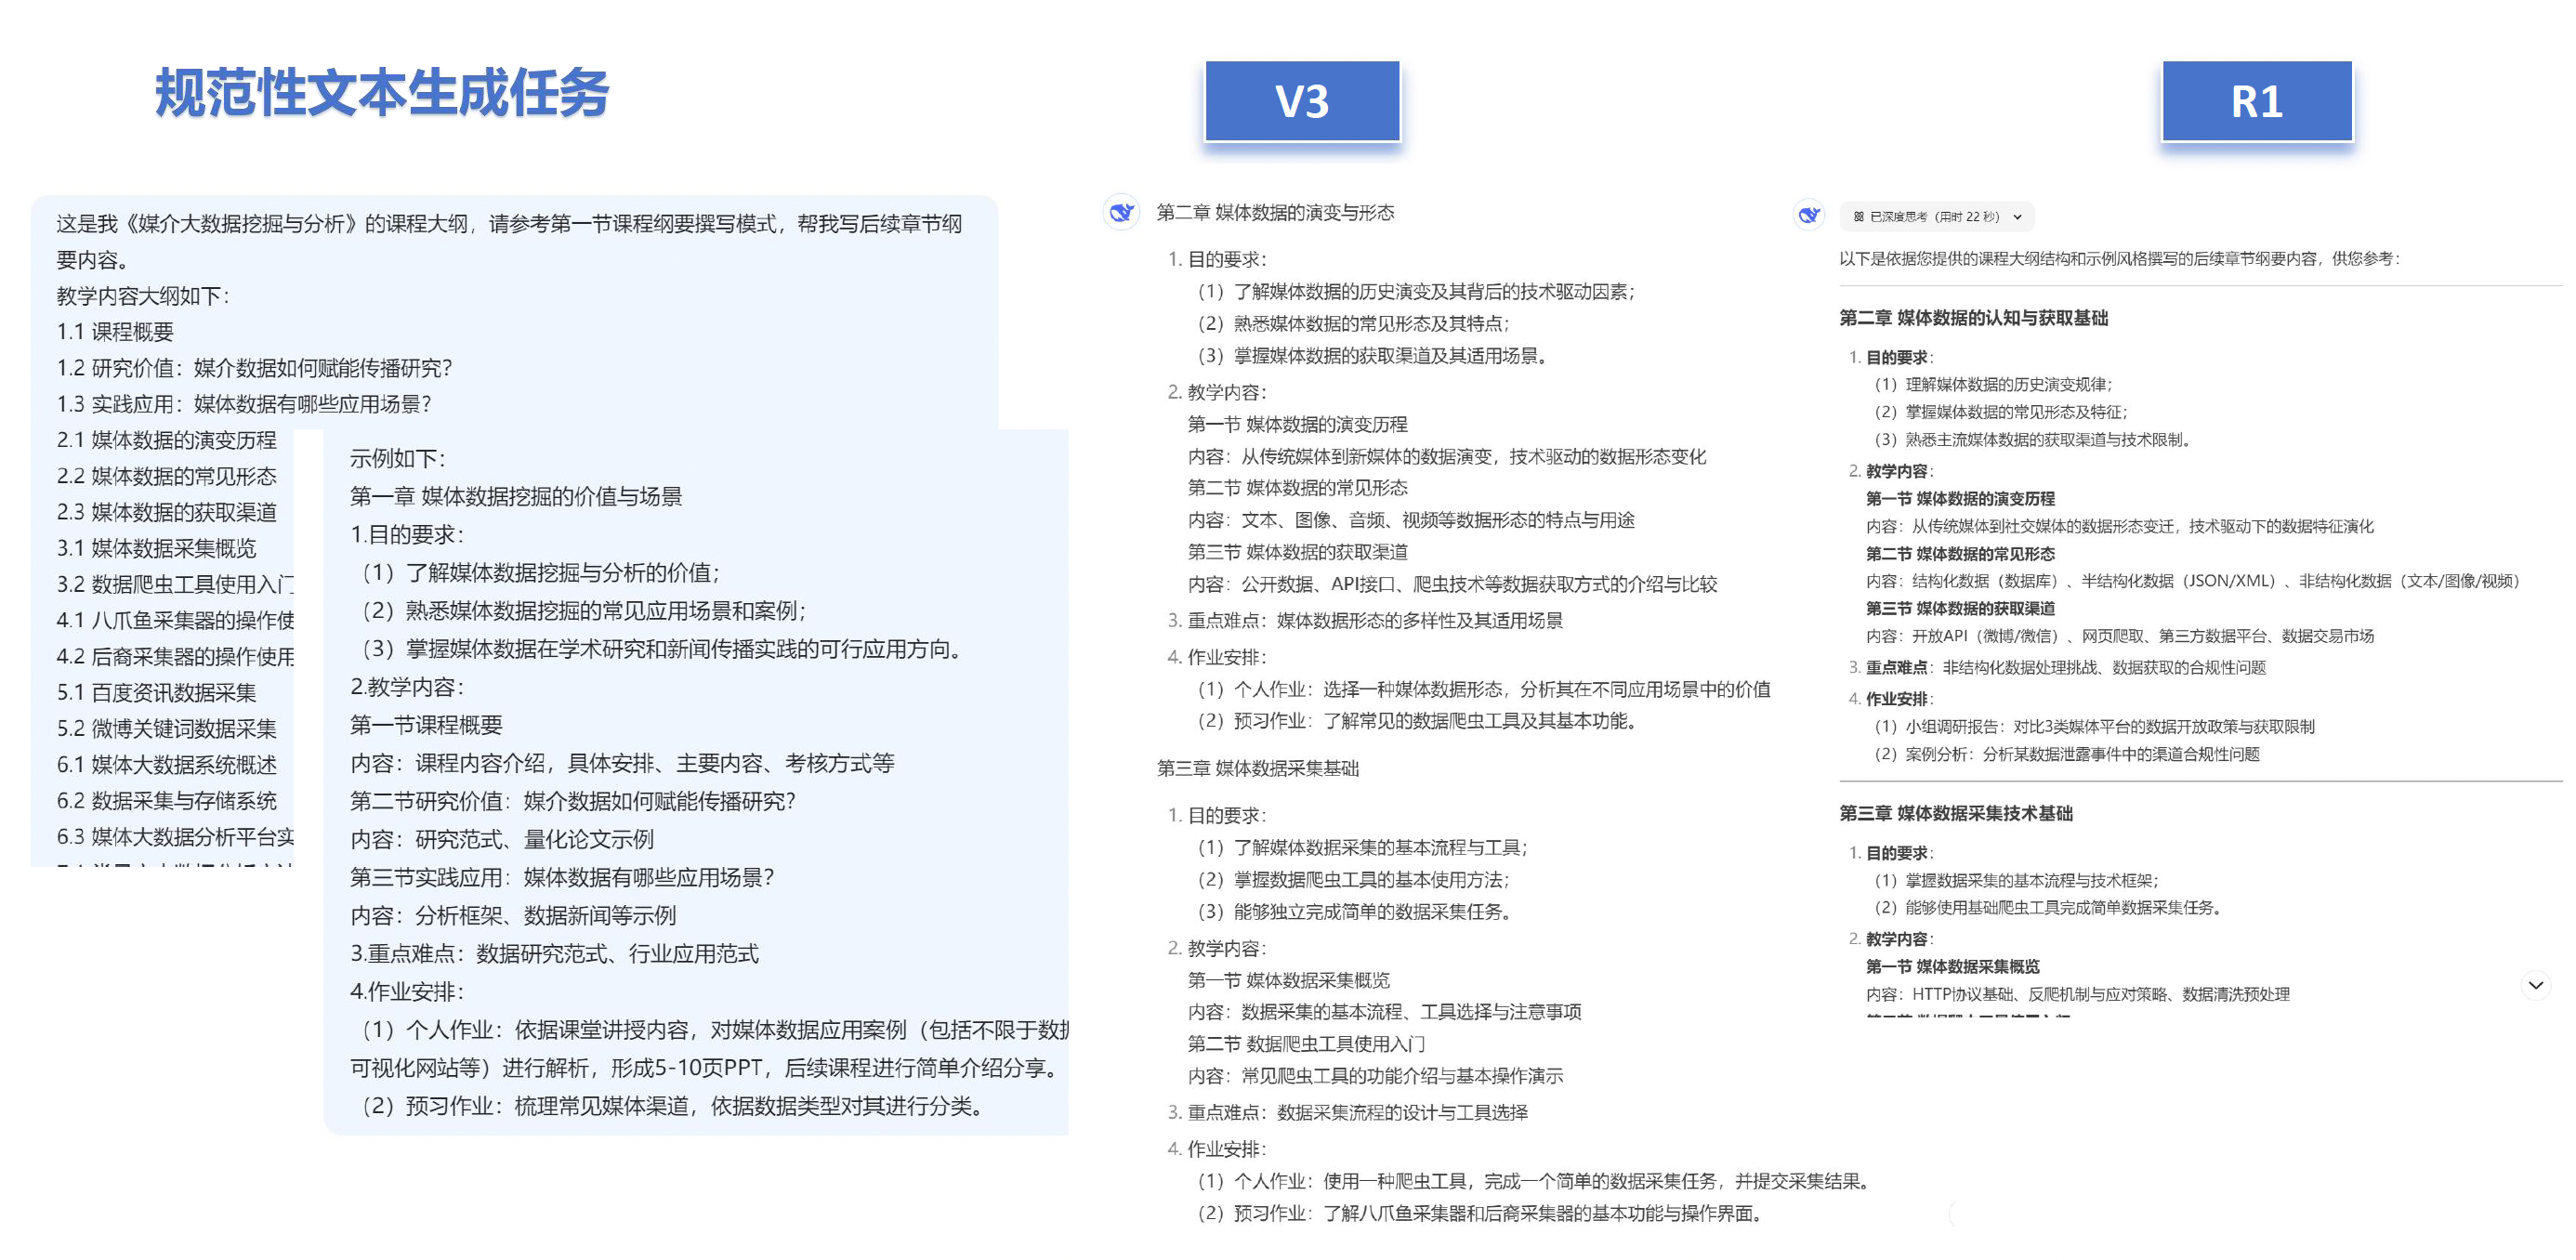 规范性文本生成任务
V3
R1
这是我《媒介大数据挖掘与分析》的课程大纲，请参考第一节课程纲要撰写模式，帮我写后续章节纲
要内容。
教学内容大纲如下：
1.1 课程概要
1.2 研究价值：媒介数据如何赋能传播研究？
1.3 实践应用：媒体数据有哪些应用场景？
2.1 媒体数据的演变历程
2.2 媒体数据的常见形态
2.3 媒体数据的获取渠道
3.1 媒体数据采集概览
3.2 数据爬虫工具使用入门
4.1 八爪鱼采集器的操作使
4.2 后裔采集器的操作使用
5.1 百度资讯数据采集
5.2 微博关键词数据采集
6.1 媒体大数据系统概述
6.2 数据采集与存储系统
6.3 媒体大数据分析平台实
示例如下：
第一章 媒体数据挖掘的价值与场景
1.目的要求：
（1）了解媒体数据挖掘与分析的价值；
（2）熟悉媒体数据挖掘的常见应用场景和案例；
（3）掌握媒体数据在学术研究和新闻传播实践的可行应用方向。
2.教学内容：
第一节课程概要
内容：课程内容介绍，具体安排、主要内容、考核方式等
第二节研究价值：媒介数据如何赋能传播研究？
内容：研究范式、量化论文示例
第三节实践应用：媒体数据有哪些应用场景？
内容：分析框架、数据新闻等示例
3.重点难点：数据研究范式、行业应用范式
4.作业安排：
（1）个人作业：依据课堂讲授内容，对媒体数据应用案例（包括不限于数据
可视化网站等）进行解析，形成5-10页PPT，后续课程进行简单介绍分享。
（2）预习作业：梳理常见媒体渠道，依据数据类型对其进行分类。
第二章 媒体数据的演变与形态
1. 目的要求：
（1）了解媒体数据的历史演变及其背后的技术驱动因素；
（2）熟悉媒体数据的常见形态及其特点；
（3）掌握媒体数据的获取渠道及其适用场景。
2. 教学内容：
第一节 媒体数据的演变历程
内容：从传统媒体到新媒体的数据演变，技术驱动的数据形态变化
第二节 媒体数据的常见形态
内容：文本、图像、音频、视频等数据形态的特点与用途
第三节 媒体数据的获取渠道
内容：公开数据、API接口、爬虫技术等数据获取方式的介绍与比较
3. 重点难点：媒体数据形态的多样性及其适用场景
4. 作业安排：
（1）个人作业：选择一种媒体数据形态，分析其在不同应用场景中的价值
（2）预习作业：了解常见的数据爬虫工具及其基本功能。
第三章 媒体数据采集基础
1. 目的要求：
（1）了解媒体数据采集的基本流程与工具；
（2）掌握数据爬虫工具的基本使用方法；
（3）能够独立完成简单的数据采集任务。
2. 教学内容：
第一节 媒体数据采集概览
内容：数据采集的基本流程、工具选择与注意事项
第二节 数据爬虫工具使用入门
内容：常见爬虫工具的功能介绍与基本操作演示
3. 重点难点：数据采集流程的设计与工具选择
4. 作业安排：
（1）个人作业：使用一种爬虫工具，完成一个简单的数据采集任务，并提交采集结果。
（2）预习作业：了解八爪鱼采集器和后裔采集器的基本功能与操作界面。
已深度思考（用时 22 秒）
以下是依据您提供的课程大纲结构和示例风格撰写的后续章节纲要内容，供您参考：
第二章 媒体数据的认知与获取基础
1. 目的要求：
（1）理解媒体数据的历史演变规律；
（2）掌握媒体数据的常见形态及特征；
（3）熟悉主流媒体数据的获取渠道与技术限制。
2. 教学内容：
第一节 媒体数据的演变历程
内容：从传统媒体到社交媒体的数据形态变迁，技术驱动下的数据特征演化
第二节 媒体数据的常见形态
内容：结构化数据（数据库）、半结构化数据（JSON/XML）、非结构化数据（文本/图像/视频）
第三节 媒体数据的获取渠道
内容：开放API（微博/微信）、网页爬取、第三方数据平台、数据交易市场
3. 重点难点：非结构化数据处理挑战、数据获取的合规性问题
4. 作业安排：
（1）小组调研报告：对比3类媒体平台的数据开放政策与获取限制
（2）案例分析：分析某数据泄露事件中的渠道合规性问题
第三章 媒体数据采集技术基础
1. 目的要求：
（1）掌握数据采集的基本流程与技术框架；
（2）能够使用基础爬虫工具完成简单数据采集任务。
2. 教学内容：
第一节 媒体数据采集概览
内容：HTTP协议基础、反爬机制与应对策略、数据清洗预处理